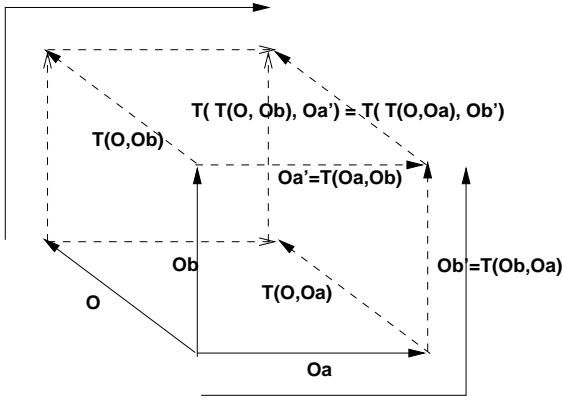 T( T(O, Ob), Oa’) = T( T(O,Oa), Ob’)
T(O,Ob)
Oa’=T(Oa,Ob)
Ob
Ob’=T(Ob,Oa)
T(O,Oa)
O
Oa